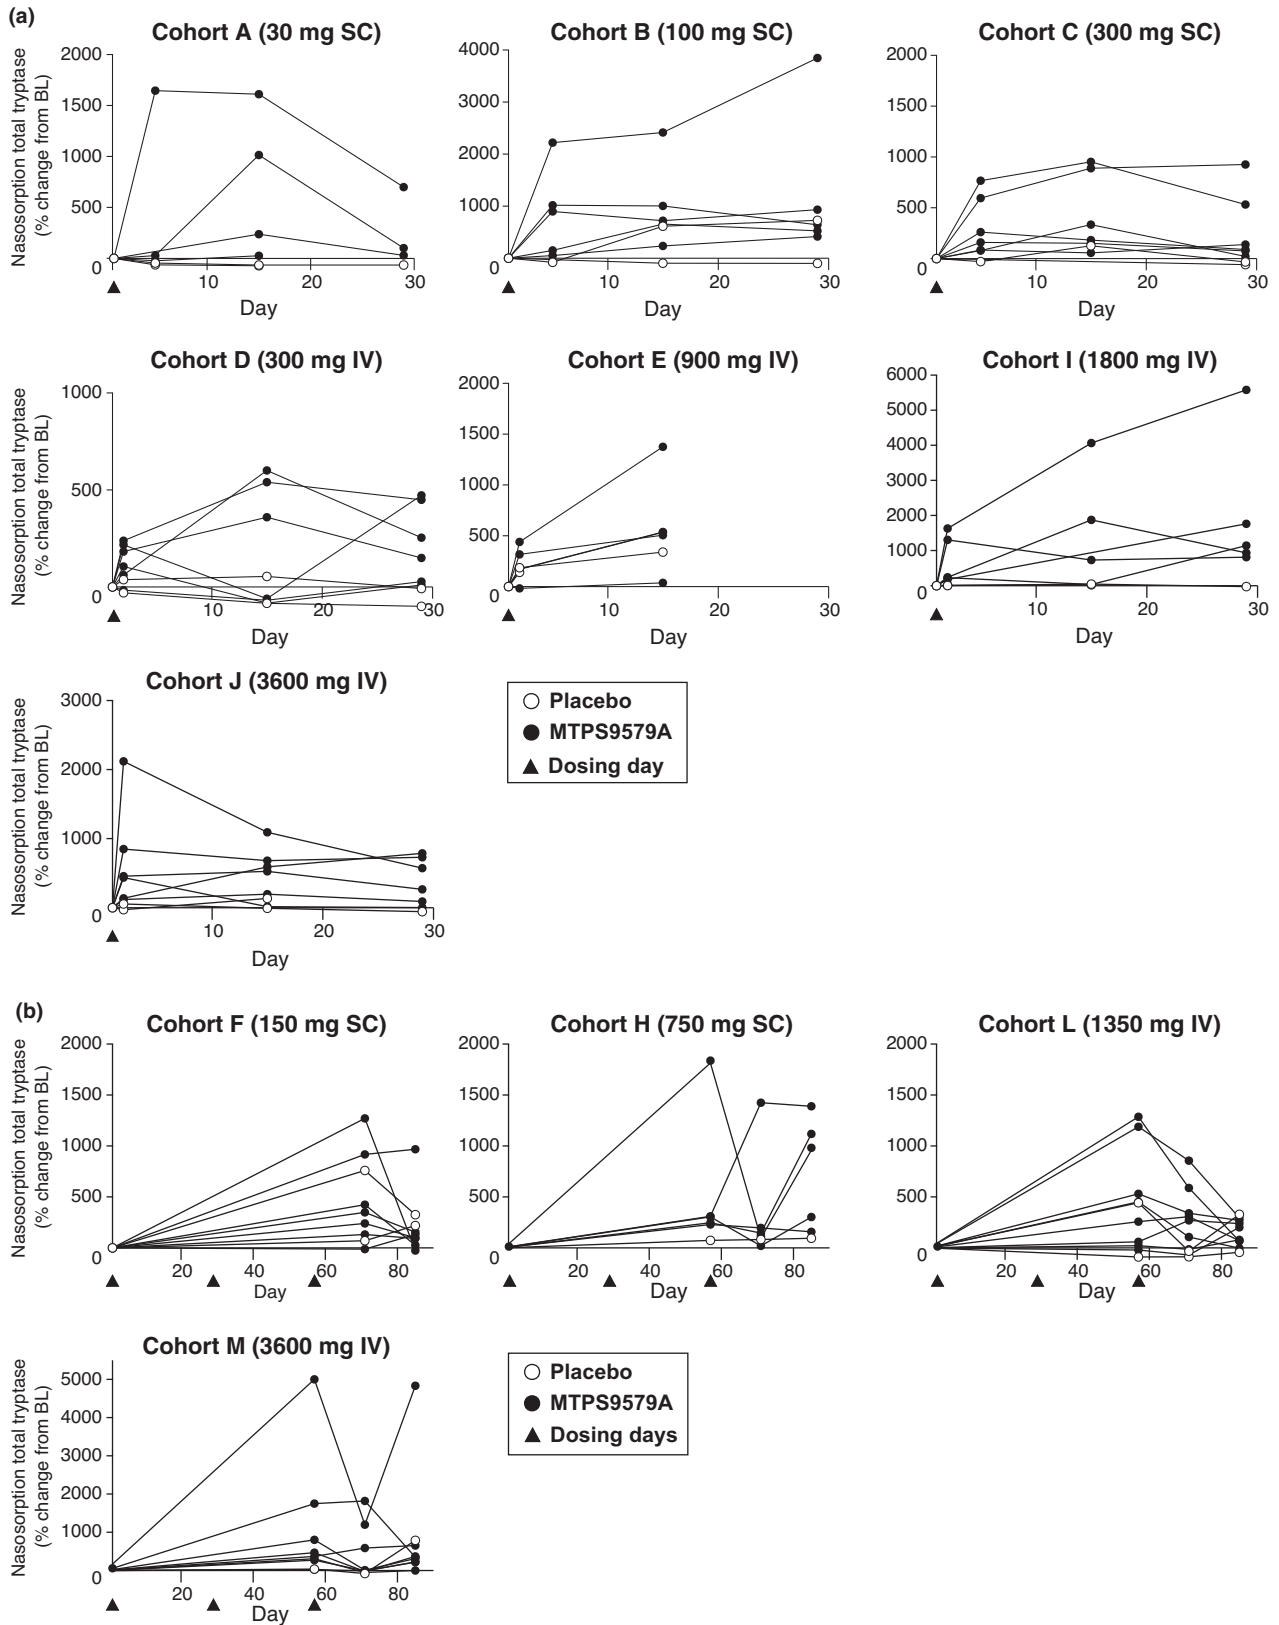 (a)
Cohort A (30 mg SC)
Nasosorption total tryptase
(% change from BL)
2000
1500
1000
500
0
10
20
30
Day
Cohort B (100 mg SC)
4000
3000
2000
1000
0
10
20
30
Day
Cohort C (300 mg SC)
2000
1500
1000
500
0
10
20
30
Day
Cohort D (300 mg IV)
Nasosorption total tryptase
(% change from BL)
1000
500
0
10
20
30
Day
Cohort E (900 mg IV)
2000
1500
1000
500
0
10
20
30
Day
Cohort I (1800 mg IV)
6000
5000
4000
3000
2000
1000
0
10
20
30
Day
Cohort J (3600 mg IV)
Nasosorption total tryptase
(% change from BL)
3000
2000
1000
0
10
20
30
Day
Placebo
MTPS9579A
Dosing day
(b)
Cohort F (150 mg SC)
Nasosorption total tryptase
(% change from BL)
2000
1500
1000
500
0
20
40
60
80
Day
Cohort H (750 mg SC)
2000
1500
1000
500
0
20
40
60
80
Day
Cohort L (1350 mg IV)
2000
1500
1000
500
0
20
40
60
80
Day
Cohort M (3600 mg IV)
Nasosorption total tryptase
(% change from BL)
5000
4000
3000
2000
1000
0
20
40
60
80
Day
Placebo
MTPS9579A
Dosing days